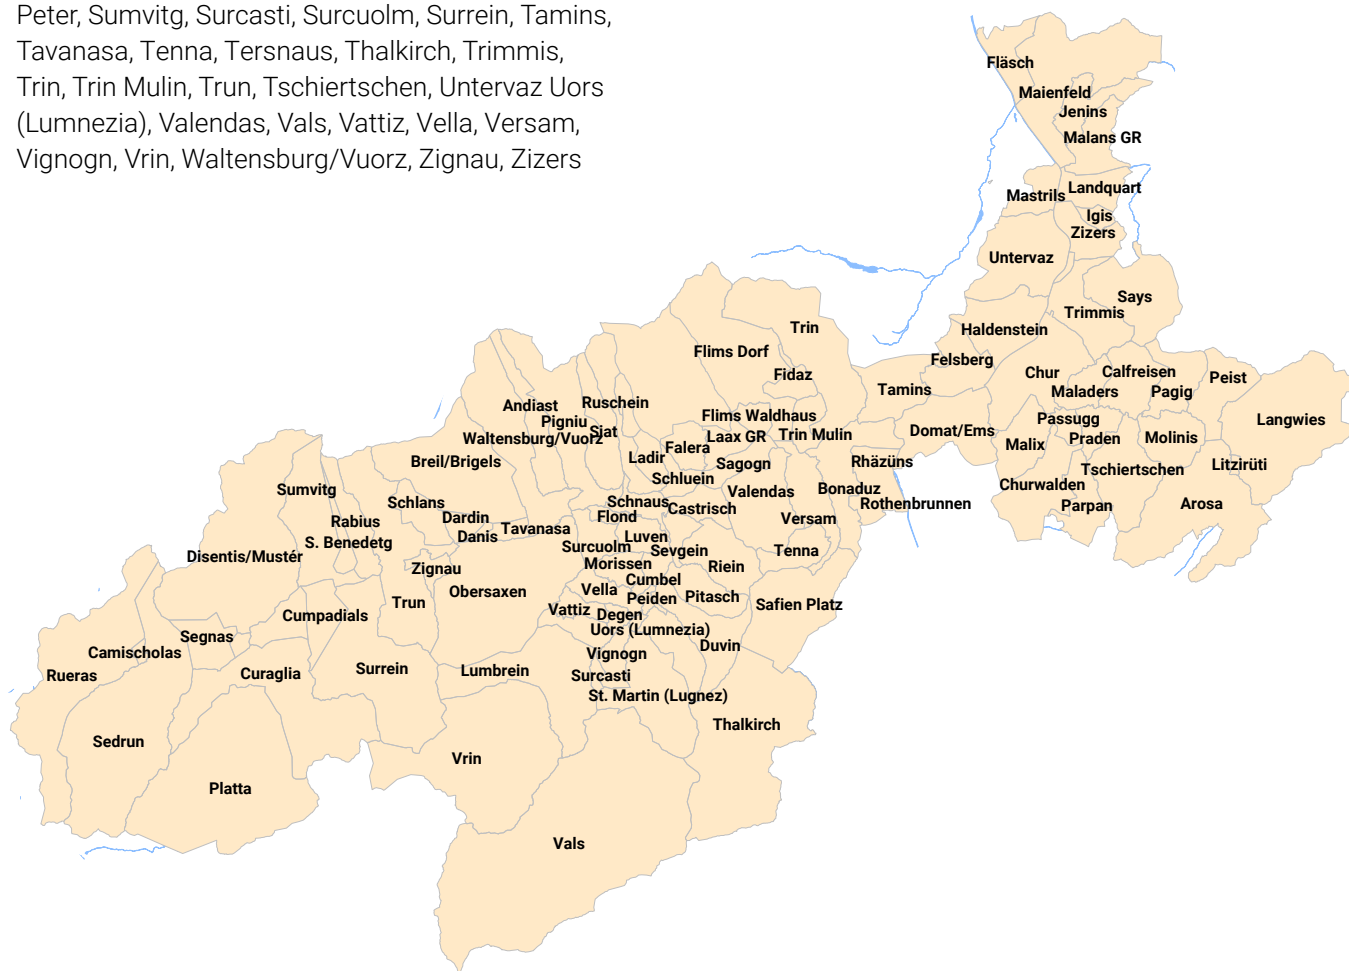 Peter, Sumvitg, Surcasti, Surcuolm, Surrein, Tamins,
Tavanasa, Tenna, Tersnaus, Thalkirch, Trimmis,
Trin, Trin Mulin, Trun, Tschiertschen, Untervaz Uors
(Lumnezia), Valendas, Vals, Vattiz, Vella, Versam,
Vignogn, Vrin, Waltensburg/Vuorz, Zignau, Zizers
Fläsch
Maienfeld
Jenins
Malans GR
Landquart
Mastrils
Igis
Zizers
Untervaz
Says
Trimmis
Trin
Haldenstein
Flims Dorf
Felsberg
Fidaz
Chur
Calfreisen
Peist
Tamins
Maladers
Pagig
Ruschein
Andiast
Flims Waldhaus
Passugg
Langwies
Pigniu
Siat
Domat/Ems
Trin Mulin
Laax GR
Waltensburg/Vuorz
Praden
Molinis
Malix
Falera
Ladir
Breil/Brigels
Rhäzüns
Sagogn
Litzirüti
Tschiertschen
Schluein
Churwalden
Sumvitg
Bonaduz
Valendas
Schlans
Schnaus
Rothenbrunnen
Arosa
Parpan
Castrisch
Flond
Dardin
Versam
Rabius
Tavanasa
Danis
Luven
S. Benedetg
Surcuolm
Sevgein
Tenna
Disentis/Mustér
Morissen
Riein
Zignau
Cumbel
Vella
Obersaxen
Pitasch
Peiden
Trun
Safien Platz
Vattiz
Degen
Cumpadials
Uors (Lumnezia)
Segnas
Duvin
Camischolas
Vignogn
Surrein
Lumbrein
Curaglia
Rueras
Surcasti
St. Martin (Lugnez)
Thalkirch
Sedrun
Vrin
Platta
Vals